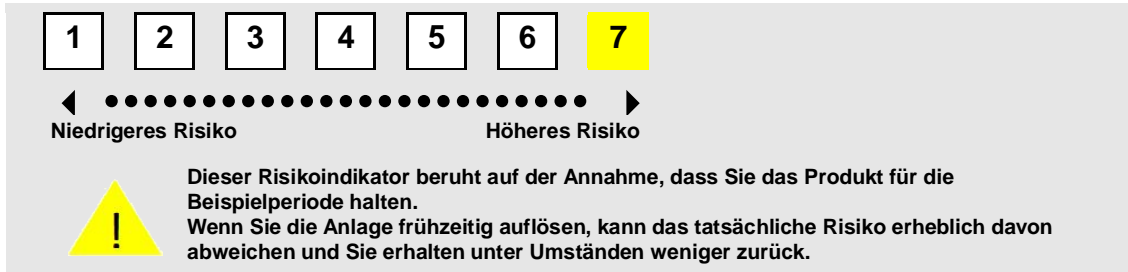 1 2 3 4 5 6 7
Niedrigeres Risiko Höheres Risiko
Dieser Risikoindikator beruht auf der Annahme, dass Sie das Produkt für die
Beispielperiode halten.
Wenn Sie die Anlage frühzeitig auflösen, kann das tatsächliche Risiko erheblich davon
abweichen und Sie erhalten unter Umständen weniger zurück.
!